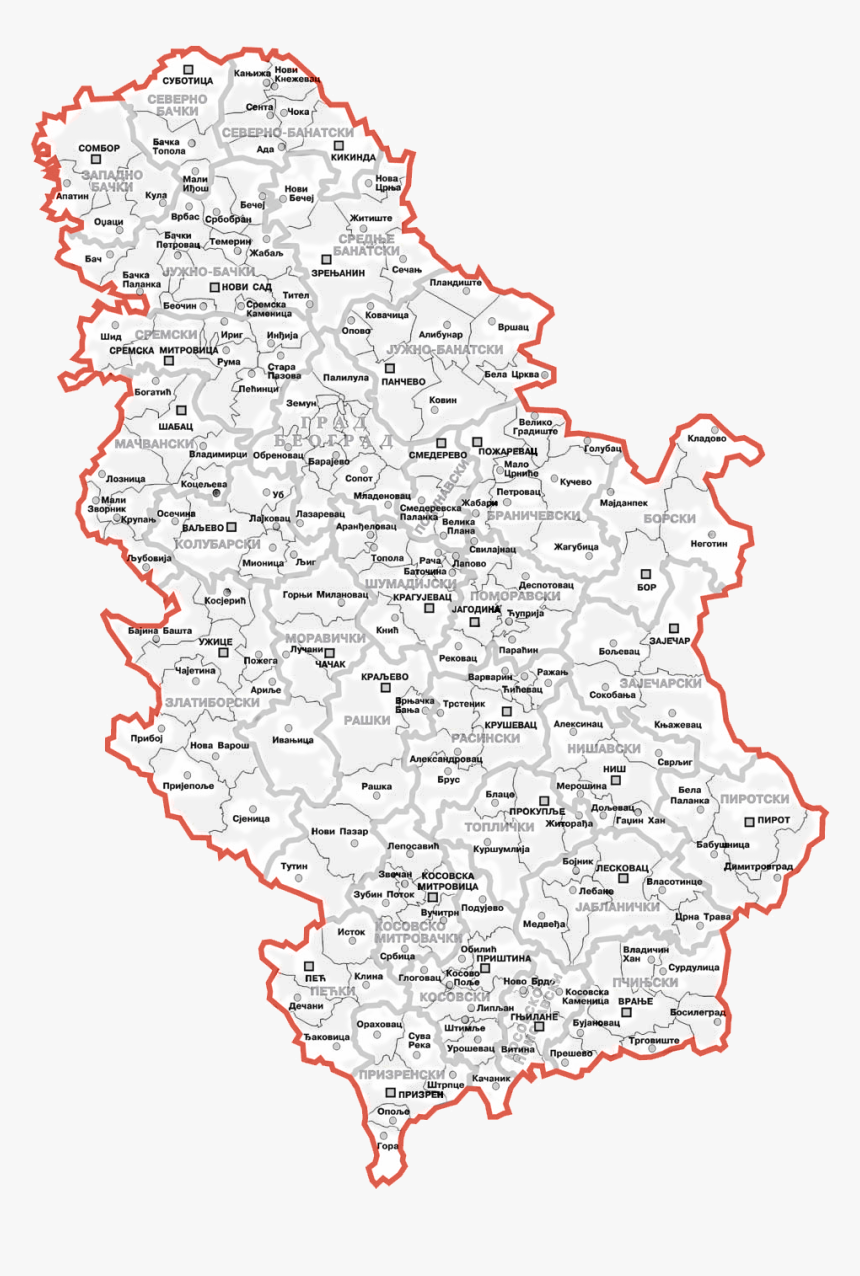 СУБОТИЦА
Кањижа
Нови
Кнежевац
СЕВЕРНО
БАЧКИ
Сента
Чока
СЕВЕРНО-БАНАТСКИ
СОМБОР
Бачка
Топола
Ада
КИКИНДА
ЗАПАДНО
БАЧКИ
Мали
Иђош
Нова
Црња
Апатин
Кула
Нови
Бечеј
Бечеј
Оџаци
Врбас
Србобран
Житиште
Бачки
Петровац
Темерин
СРЕДЊЕ
БАНАТСКИ
Бач
Жабаљ
ЗРЕЊАНИН
Сечањ
Бачка
Паланка
ЈУЖНО-БАЧКИ
НОВИ САД
Пландиште
Тител
Беочин
Сремска
Каменица
Ковачица
Шид
СРЕМСКИ
Ириг
Инђија
Опово
Алибунар
Вршац
СРЕМСКА МИТРОВИЦА
Рума
ЈУЖНО-БАНАТСКИ
Стара
Пазова
Палилула
ПАНЧЕВО
Бела Црква
Богатић
Пећинци
Земун
Ковин
ШАБАЦ
ГРАД
БЕОГРАД
Велико
Градиште
Кладово
МАЧВАНСКИ
Владимирци
Обреновац
Барајево
СМЕДЕРЕВО
ПОЖАРЕВАЦ
Голубац
Лозница
Коцељева
Сопот
Мало
Црниће
Кучево
Мали
Зворник
Уб
Младеновац
Петровац
Мајданпек
Крупањ
Осечина
Лајковац
Лазаревац
Смедеревска
Паланка
Жабари
БРАНИЧЕВСКИ
БОРСКИ
ВАЉЕВО
Аранђеловац
Велика
Плана
КОЛУБАРСКИ
Неготин
Љубовија
Мионица
Љиг
Топола
Рача
Свилајнац
Жагубица
Баточина
Лапово
ШУМАДИЈСКИ
Деспотовац
БОР
Косјерић
Горњи Милановац
КРАГУЈЕВАЦ
ПОМОРАВСКИ
ЈАГОДИНА
Ћуприја
Бајина Башта
УЖИЦЕ
МОРАВИЧКИ
Кнић
ЗАЈЕЧАР
Пожега
Лучани
ЧАЧАК
Рековац
Параћин
Бољевац
Чајетина
КРАЉЕВО
Варварин
Ражањ
Ариље
Ћићевац
ЗАЈЕЧАРСКИ
ЗЛАТИБОРСКИ
Врњачка
Бања
Трстеник
Сокобања
РАШКИ
КРУШЕВАЦ
Алексинац
Књажевац
Прибој
Нова Варош
Ивањица
РАСИНСКИ
НИШАВСКИ
Александровац
Сврљиг
Пријепоље
Рашка
Брус
НИШ
Мерошина
Бела
Паланка
ПИРОТСКИ
Блаце
ПРОКУПЉЕ
Дољевац
Сјеница
Гаџин Хан
ПИРОТ
Нови Пазар
ТОПЛИЧКИ
Житорађа
Лепосавић
Куршумлија
Бабушница
Тутин
Бојник
ЛЕСКОВАЦ
Димитровград
Звечан
КОСОВСКА
МИТРОВИЦА
Лебане
Власотинце
Зубин Поток
Вучитрн
Подујево
ЈАБЛАНИЧКИ
Медвеђа
Црна Трава
Исток
КОСОВСКО
МИТРОВАЧКИ
Србица
Обилић
Владичин
Хан
ПЕЋ
Клина
Глоговац
ПРИШТИНА
Сурдулица
Косово
Поље
Ново Брдо
ПЕЋКИ
ПЧИЊСКИ
Дечани
КОСОВСКИ
Косовска
Каменица
ВРАЊЕ
Липљан
ГЊИЛАНЕ
Босилеград
Ораховац
Штимље
Бујановац
Ђаковица
Сува
Река
Урошевац
Витина
Трговиште
Прешево
ПРИЗРЕНСКИ
Штрпце
Качаник
ПРИЗРЕН
Опоље
Гора